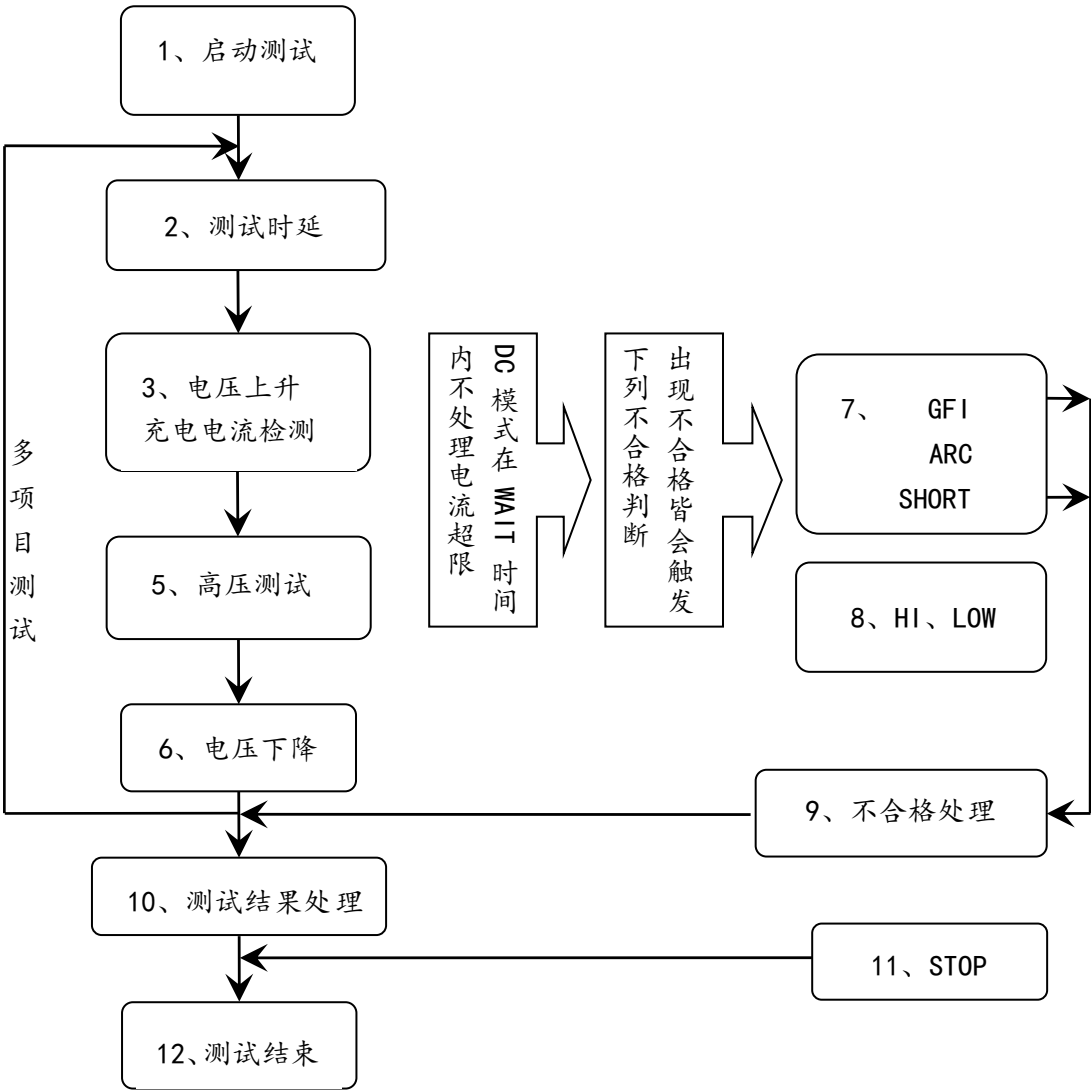 1、启动测试
2、测试时延
3、电压上升
充电电流检测
5、高压测试
6、电压下降
多项目测试
DC 模式在 WAIT 时间
内不处理电流超限
出现不合格皆会触发
下列不合格判断
7、 GFI
ARC
SHORT
8、HI、LOW
9、不合格处理
10、测试结果处理
11、STOP
12、测试结束